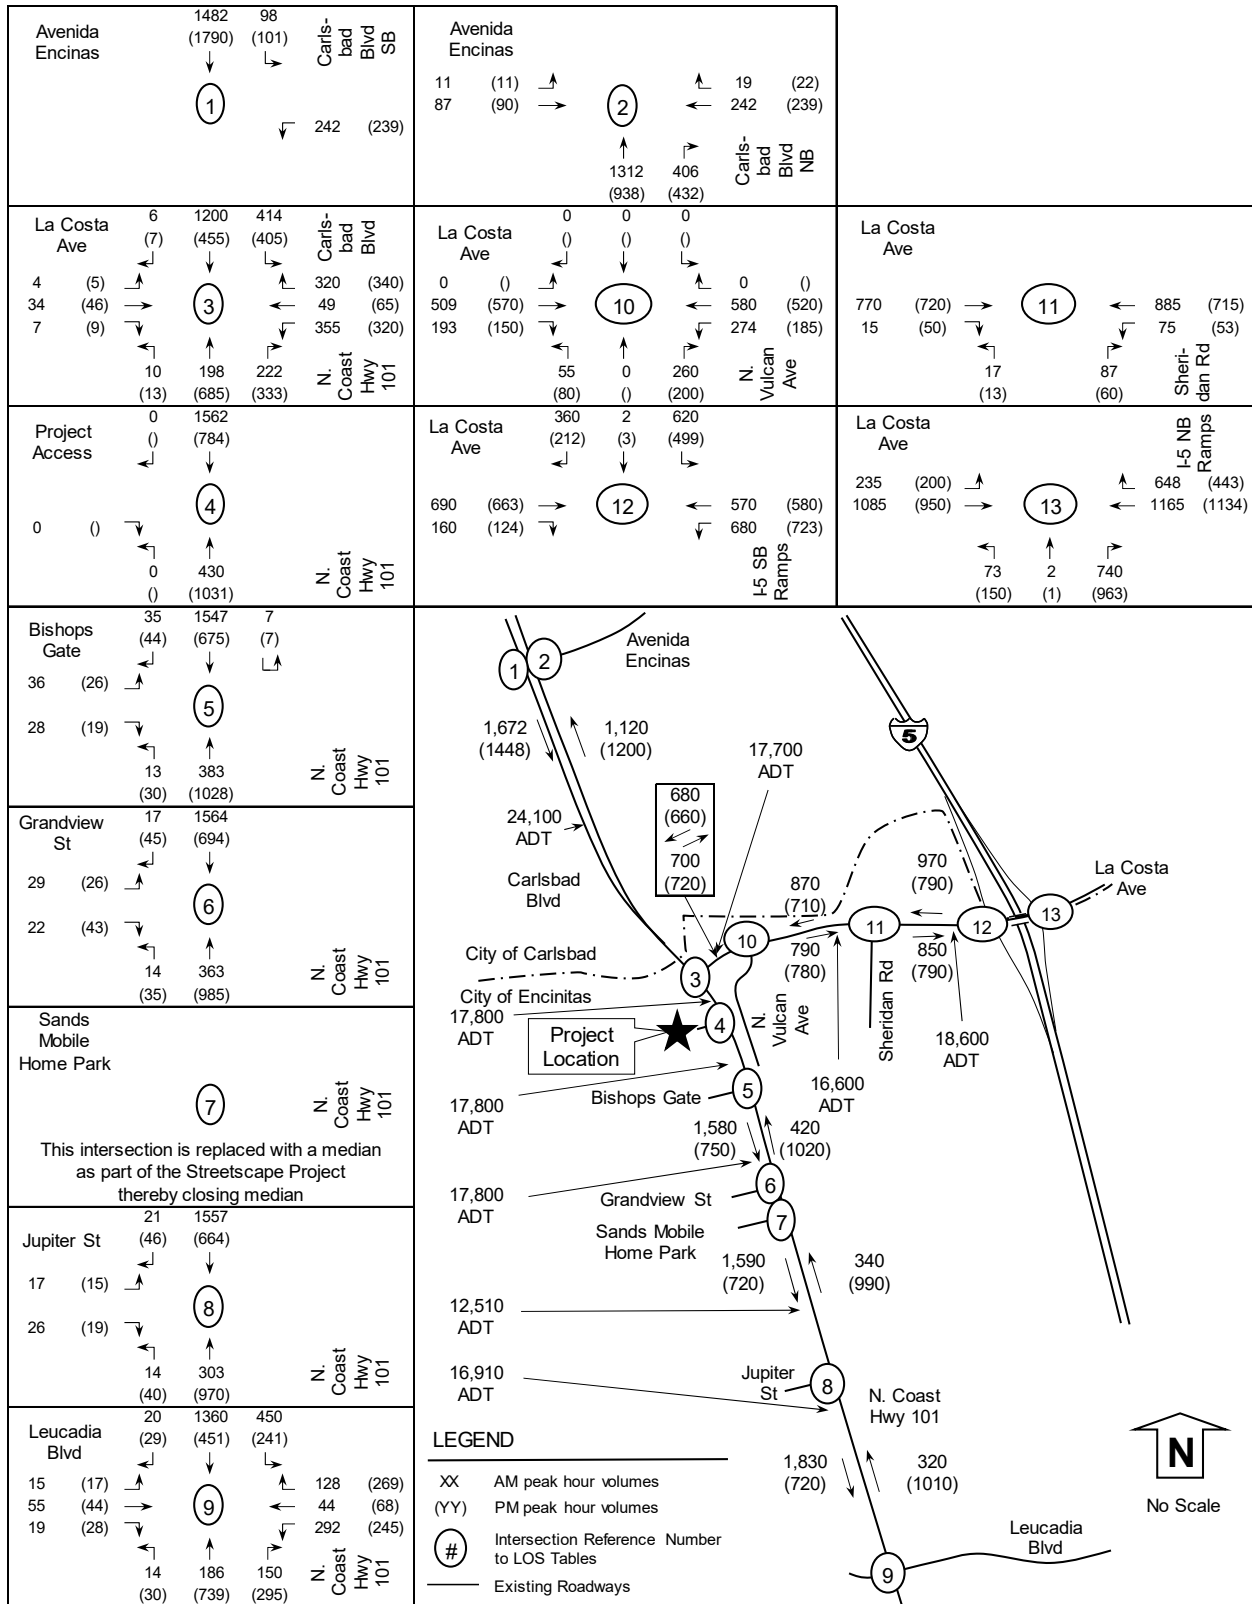 Avenida
Encinas
1482 98
(1790) (101)
Carls-
bad
Blvd
SB
1
242 (239)
Avenida
Encinas
11 (11)
87 (90)
2
19 (22)
242 (239)
1312 406
(938) (432)
Carls-
bad
Blvd
NB
La Costa
Ave
6 1200 414
(7) (455) (405)
Carls-
bad
Blvd
4 (5)
34 (46)
7 (9)
3
320 (340)
49 (65)
355 (320)
10 198 222
(13) (685) (333)
N.
Coast
Hwy
101
La Costa
Ave
0 0 0
() () ()
0 ()
509 (570)
193 (150)
10
0 ()
580 (520)
274 (185)
55 0 260
(80) () (200)
N.
Vulcan
Ave
La Costa
Ave
770 (720)
15 (50)
11
885 (715)
75 (53)
17 87
(13) (60)
Sheri-
dan Rd
Project
Access
0 1562
() (784)
4
0 ()
0 430
() (1031)
N.
Coast
Hwy
101
La Costa
Ave
360 2 620
(212) (3) (499)
690 (663)
160 (124)
12
570 (580)
680 (723)
I-5 SB
Ramps
La Costa
Ave
I-5 NB
Ramps
235 (200)
1085 (950)
13
648 (443)
1165 (1134)
73 2 740
(150) (1) (963)
Bishops
Gate
35 1547 7
(44) (675) (7)
36 (26)
28 (19)
5
13 383
(30) (1028)
N.
Coast
Hwy
101
Grandview
St
17 1564
(45) (694)
29 (26)
22 (43)
6
14 363
(35) (985)
N.
Coast
Hwy
101
Sands
Mobile
Home Park
7
N.
Coast
Hwy
101
This intersection is replaced with a median
as part of the Streetscape Project
thereby closing median
Jupiter St
21 1557
(46) (664)
17 (15)
26 (19)
8
14 303
(40) (970)
N.
Coast
Hwy
101
Leucadia
Blvd
20 1360 450
(29) (451) (241)
15 (17)
55 (44)
19 (28)
9
128 (269)
44 (68)
292 (245)
14 186 150
(30) (739) (295)
N.
Coast
Hwy
101
1
2
Avenida
Encinas
1,672
(1448)
1,120
(1200)
17,700
ADT
5
680
(660)
700
(720)
24,100
ADT
Carlsbad
Blvd
870
(710)
970
(790)
La Costa
Ave
10
11
12
13
790
(780)
850
(790)
City of Carlsbad
3
City of Encinitas
17,800
ADT
Project
Location
4
N.
Vulcan
Ave
Sheridan Rd
18,600
ADT
16,600
ADT
5
Bishops Gate
17,800
ADT
1,580
(750)
420
(1020)
17,800
ADT
6
Grandview St
7
Sands Mobile
Home Park
1,590
(720)
340
(990)
12,510
ADT
16,910
ADT
Jupiter
St
8
N. Coast
Hwy 101
1,830
(720)
320
(1010)
Leucadia
Blvd
9
N
No Scale
LEGEND
XX AM peak hour volumes
(YY) PM peak hour volumes
# Intersection Reference Number
to LOS Tables
Existing Roadways